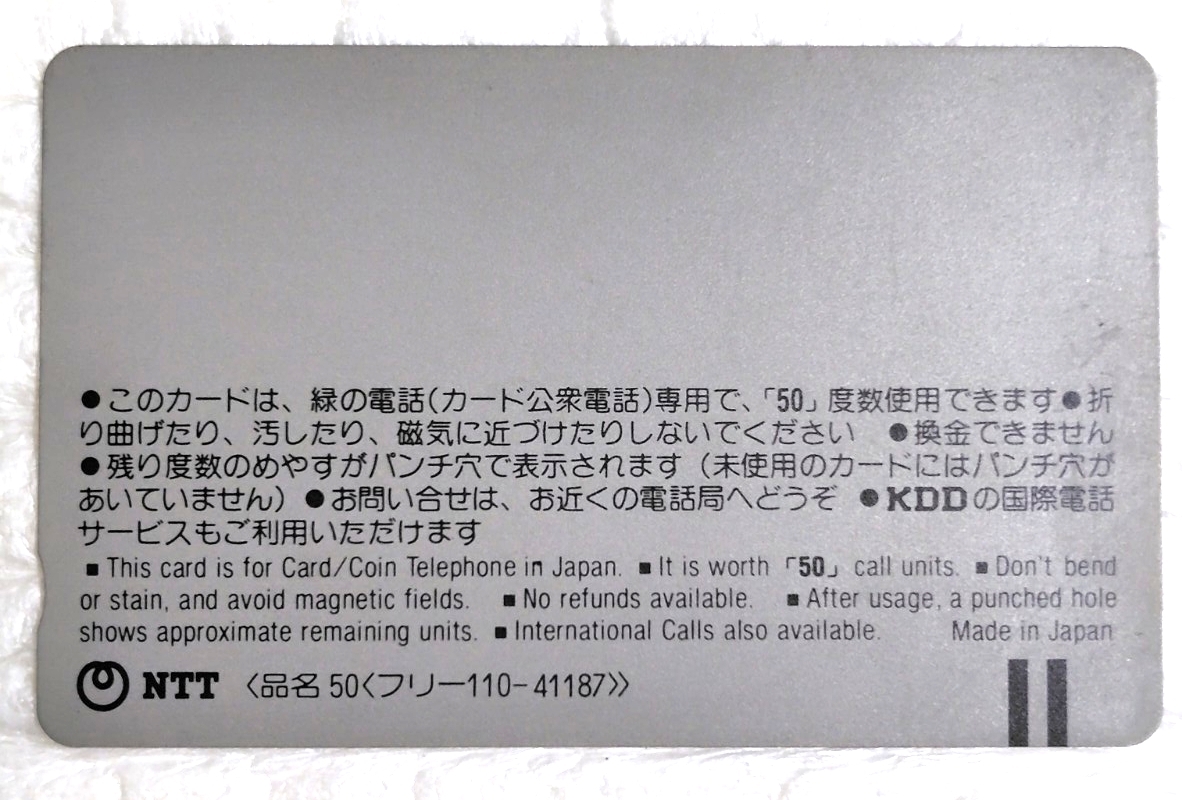 ●このカードは、緑の電話(カード公衆電話)専用で、「50」度数使用できます●折
り曲げたり、汚したり、磁気に近づけたりしないでください　●換金できません
●残り度数のめやすがパンチ穴で表示されます（未使用のカードにはパンチ穴が
あいていません）●お問い合せは、お近くの電話局へどうぞ　●KDDの国際電話
サービスもご利用いただけます
■This card is for Card/Coin Telephone in Japan. ■It is worth「50」call units. ■Don't bend
or stain, and avoid magnetic fields. ■No refunds available. ■After usage, a punched hole
shows approximate remaining units. ■International Calls also available. Made in Japan
NTT 〈品名 50〈フリー110-41187〉〉